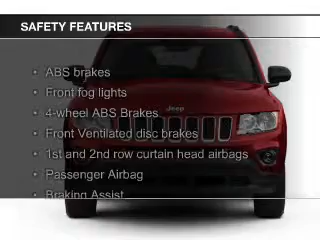 SAFETY FEATURES
• ABS brakes
• Front fog lights
• 4-wheel ABS Brakes
Jeep
• Front Ventilated disc brakes
• 1st and 2nd row curtain head airbags
• Passenger Airbag
• Braking Assist